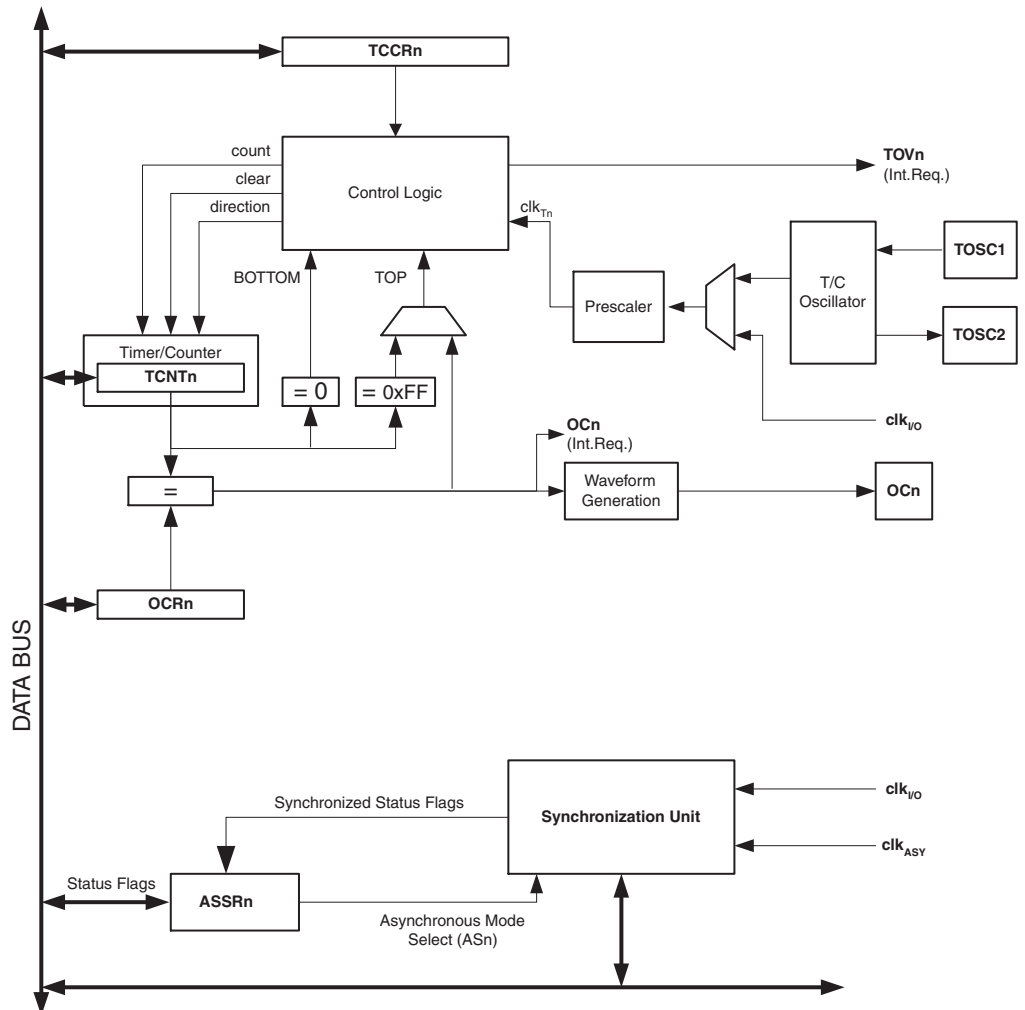 TCCRn
count
clear
direction
Control Logic
TOVn
(Int.Req.)
clkTn
BOTTOM
TOP
TOSC1
T/C
Oscillator
Prescaler
TOSC2
Timer/Counter
TCNTn
= 0
= 0xFF
clkI/O
OCn
(Int.Req.)
=
Waveform
Generation
OCn
OCRn
DATA BUS
Synchronized Status Flags
Synchronization Unit
clkI/O
clkASY
Status Flags
ASSRn
Asynchronous Mode
Select (ASn)